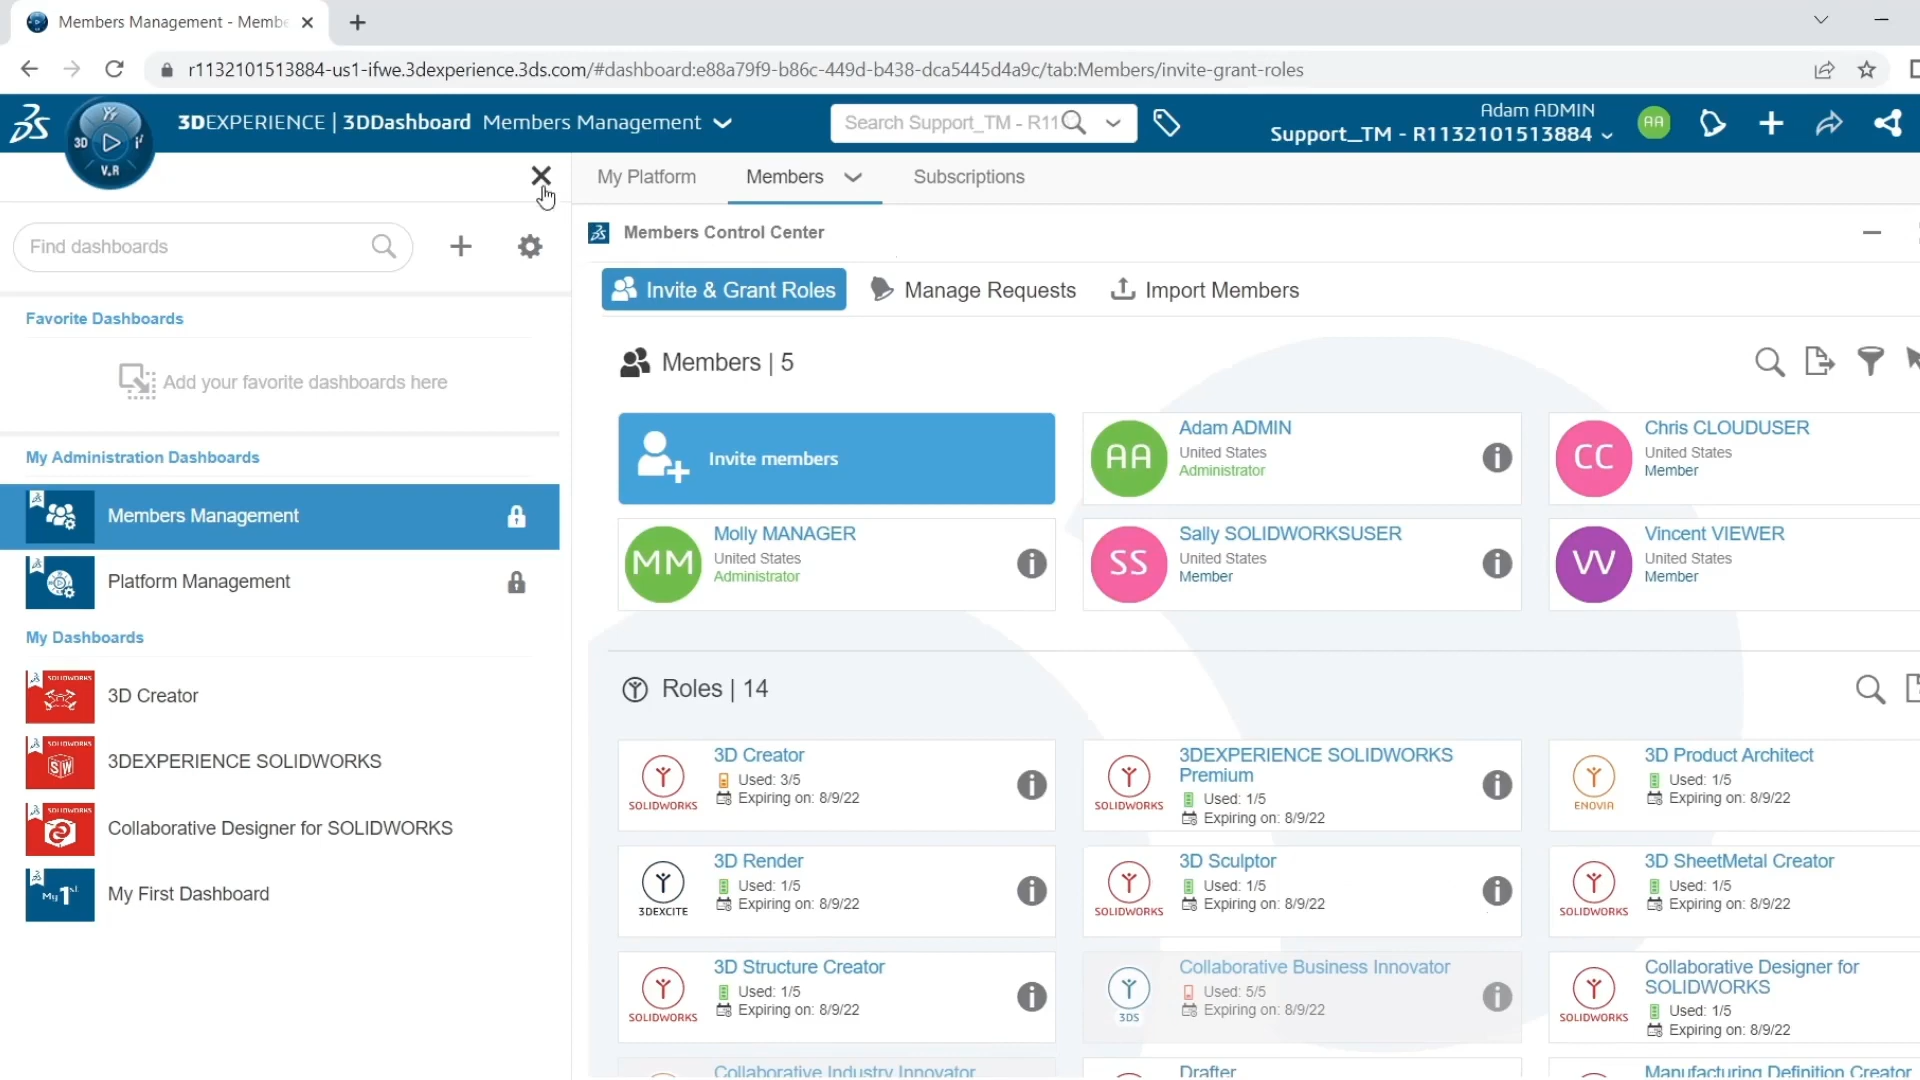 Members Management - Membe
r1132101513884-us1-ifwe.3dexperience.3ds.com/#dashboard:e88a79f9-b86c-449d-b438-dca5445d4a9c/tab:Members/invite-grant-roles
3D
V.R
3DEXPERIENCE | 3DDashboard Members Management
Search Support_TM - R11
Adam ADMIN
Support_TM - R1132101513884
AA
Find dashboards
Favorite Dashboards
Add your favorite dashboards here
My Administration Dashboards
Members Management
Platform Management
My Dashboards
SOLIDWORKS
3D Creator
SOLIDWORKS
SW
3DEXPERIENCE SOLIDWORKS
SOLIDWORKS
Collaborative Designer for SOLIDWORKS
My 1st
My First Dashboard
My Platform
Members
Subscriptions
Members Control Center
Invite & Grant Roles
Manage Requests
Import Members
Members | 5
Invite members
AA
Adam ADMIN
United States
Administrator
CC
Chris CLOUDUSER
United States
Member
MM
Molly MANAGER
United States
Administrator
SS
Sally SOLIDWORKSUSER
United States
Member
VV
Vincent VIEWER
United States
Member
Roles | 14
SOLIDWORKS
3D Creator
Used: 3/5
Expiring on: 8/9/22
SOLIDWORKS
3DEXPERIENCE SOLIDWORKS
Premium
Used: 1/5
Expiring on: 8/9/22
ENOVIA
3D Product Architect
Used: 1/5
Expiring on: 8/9/22
3DEXCITE
3D Render
Used: 1/5
Expiring on: 8/9/22
SOLIDWORKS
3D Sculptor
Used: 1/5
Expiring on: 8/9/22
SOLIDWORKS
3D SheetMetal Creator
Used: 1/5
Expiring on: 8/9/22
SOLIDWORKS
3D Structure Creator
Used: 1/5
Expiring on: 8/9/22
3DS
Collaborative Business Innovator
Used: 5/5
Expiring on: 8/9/22
SOLIDWORKS
Collaborative Designer for
SOLIDWORKS
Used: 1/5
Expiring on: 8/9/22
Collaborative Industry Innovator
Drafter
Manufacturing Definition Creator